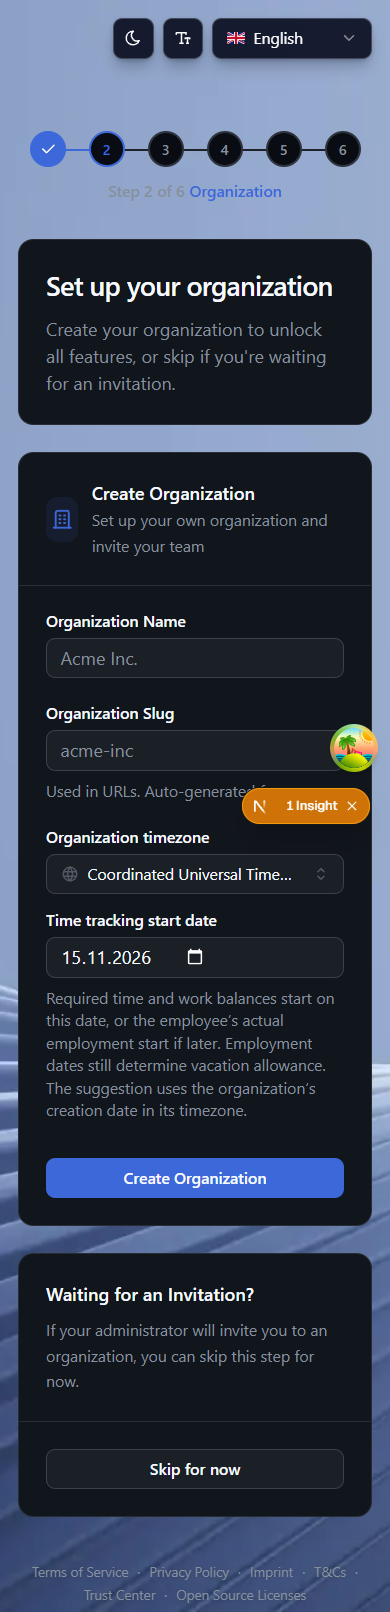 English
2 3 4 5 6
Step 2 of 6 Organization
Set up your organization
Create your organization to unlock
all features, or skip if you're waiting
for an invitation.
Create Organization
Set up your own organization and
invite your team
Organization Name
Acme Inc.
Organization Slug
acme-inc
Used in URLs. Auto-generated
1 Insight
Organization timezone
Coordinated Universal Time...
Time tracking start date
15.11.2026
Required time and work balances start on
this date, or the employee’s actual
employment start if later. Employment
dates still determine vacation allowance.
The suggestion uses the organization’s
creation date in its timezone.
Create Organization
Waiting for an Invitation?
If your administrator will invite you to an
organization, you can skip this step for
now.
Skip for now
Terms of Service · Privacy Policy · Imprint · T&Cs ·
Trust Center · Open Source Licenses